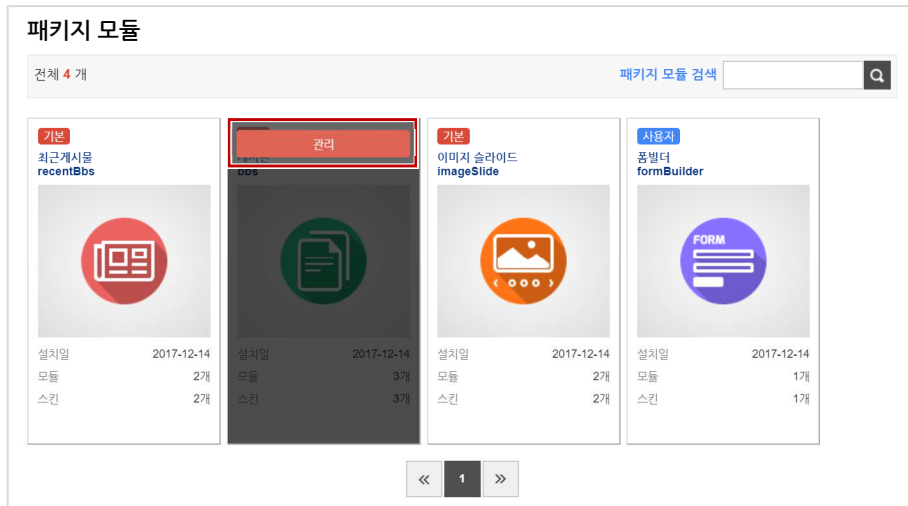 패키지 모듈
전체 4 개
패키지 모듈 검색
기본
최근게시물
recentBbs
설치일 2017-12-14
모듈 2개
스킨 2개
관리
bbs
설치일 2017-12-14
모듈 3개
스킨 3개
기본
이미지 슬라이드
imageSlide
설치일 2017-12-14
모듈 2개
스킨 2개
사용자
폼빌더
formBuilder
FORM
설치일 2017-12-14
모듈 1개
스킨 1개
« 1 »